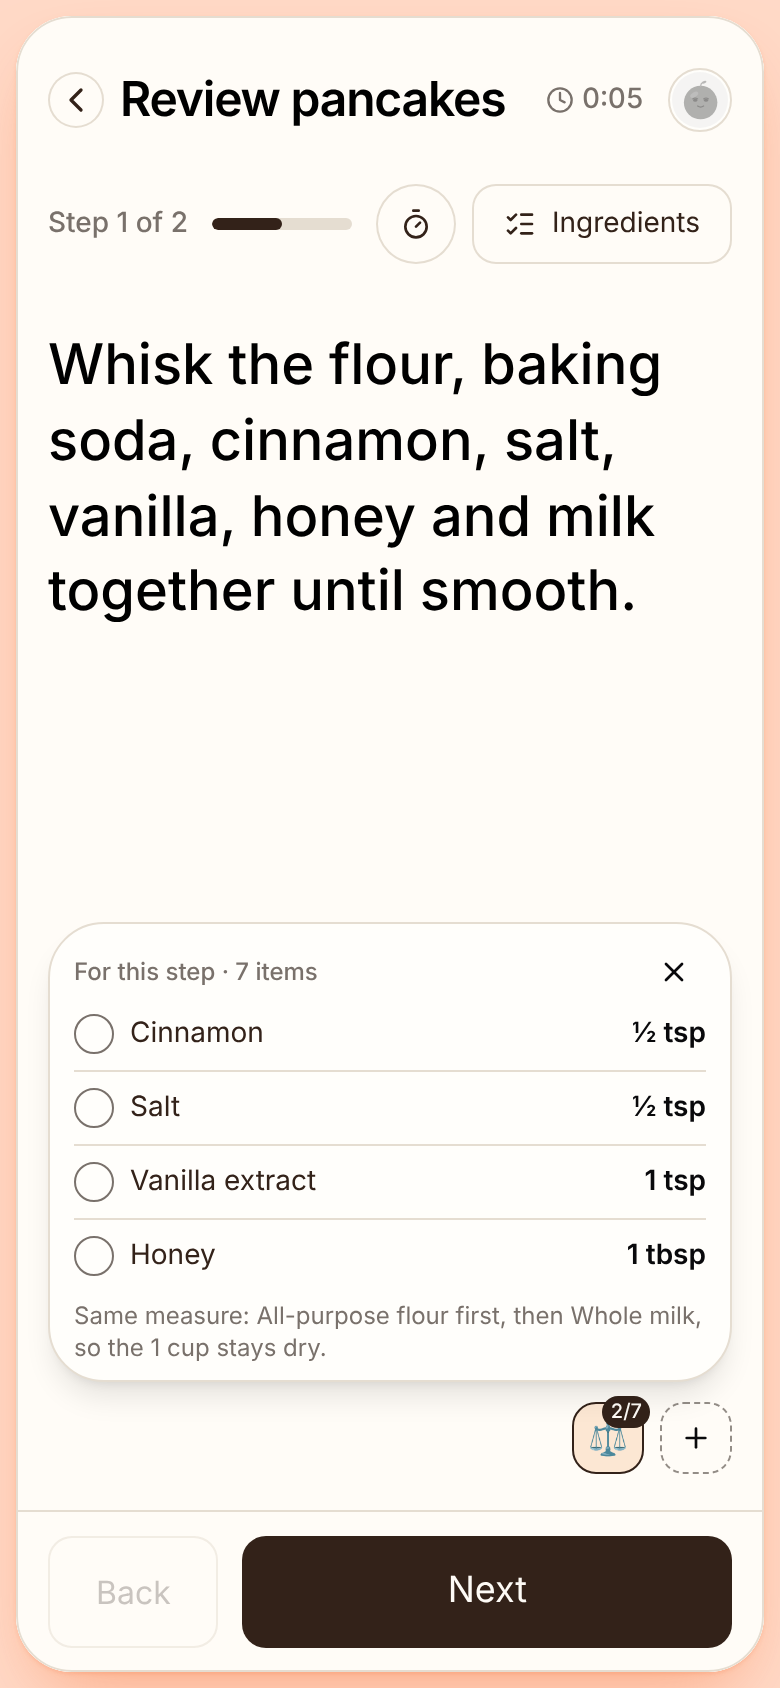 Review pancakes
0:05
Step 1 of 2
Ingredients
Whisk the flour, baking
soda, cinnamon, salt,
vanilla, honey and milk
together until smooth.
For this step · 7 items
Cinnamon ½ tsp
Salt ½ tsp
Vanilla extract 1 tsp
Honey 1 tbsp
Same measure: All-purpose flour first, then Whole milk,
so the 1 cup stays dry.
2/7
Back
Next